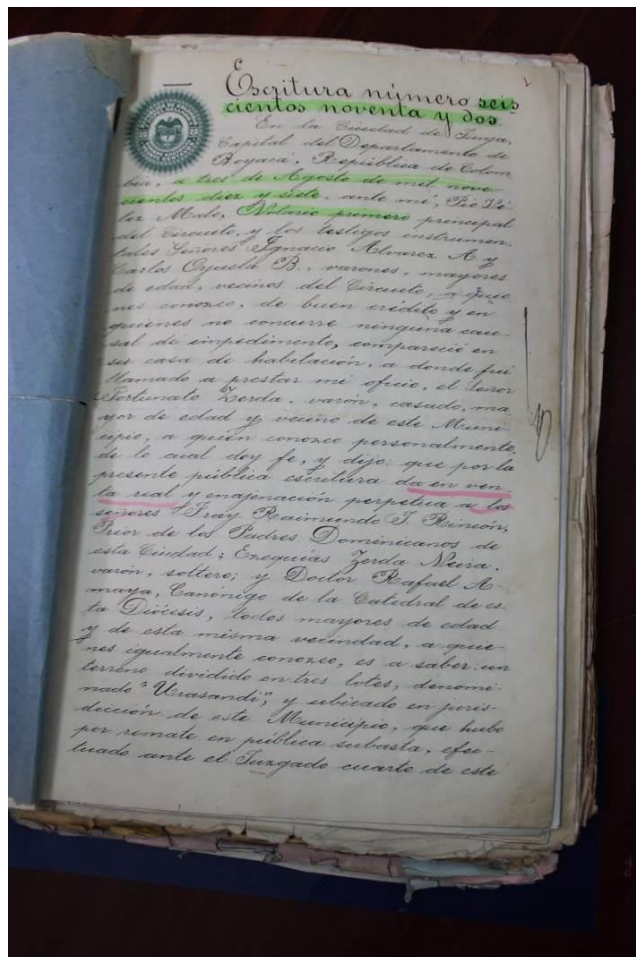 Escritura número seis
cientos noventa y dos.
En la Ciudad de Tunja,
Capital del Departamento de
Boyacá, República de Colom
bia, a tres de Agosto de mil nove
cientos diez y siete, ante mí, Pío Vé
lez Malo, Notario primero principal
del Circuito, y los testigos instrumen-
tales Señores Ignacio Alvarez A. y
Carlos Orjuela B., varones, mayores
de edad, vecinos del Circuito, a quie
nes conozco, de buen crédito y en
quienes no concurre ninguna cau-
sal de impedimento, compareció en
su casa de habitación, a donde fuí
llamado a prestar mi oficio, el Señor
Fortunato Zerda, varón, casado, ma
yor de edad y vecino de este Muni-
cipio, a quien conozco personalmente,
de lo cual doy fe, y dijo: que por la
presente pública escritura da en ven-
ta real y enajenación perpetua a los
señores Fray Raimundo J. Rincón,
Prior de los Padres Dominicanos de
esta Ciudad; Ezequías Zerda Neira,
varón, soltero; y Doctor Rafael A-
maya, Canónigo de la Catedral de es-
ta Diócesis, todos mayores de edad
y de esta misma vecindad, a quie-
nes igualmente conozco, es a saber: un
terreno dividido en tres lotes, denomi-
nado "Urasandí", y ubicado en juris-
dicción de este Municipio, que hubo
por remate en pública subasta, efec-
tuado ante el Juzgado cuarto de este